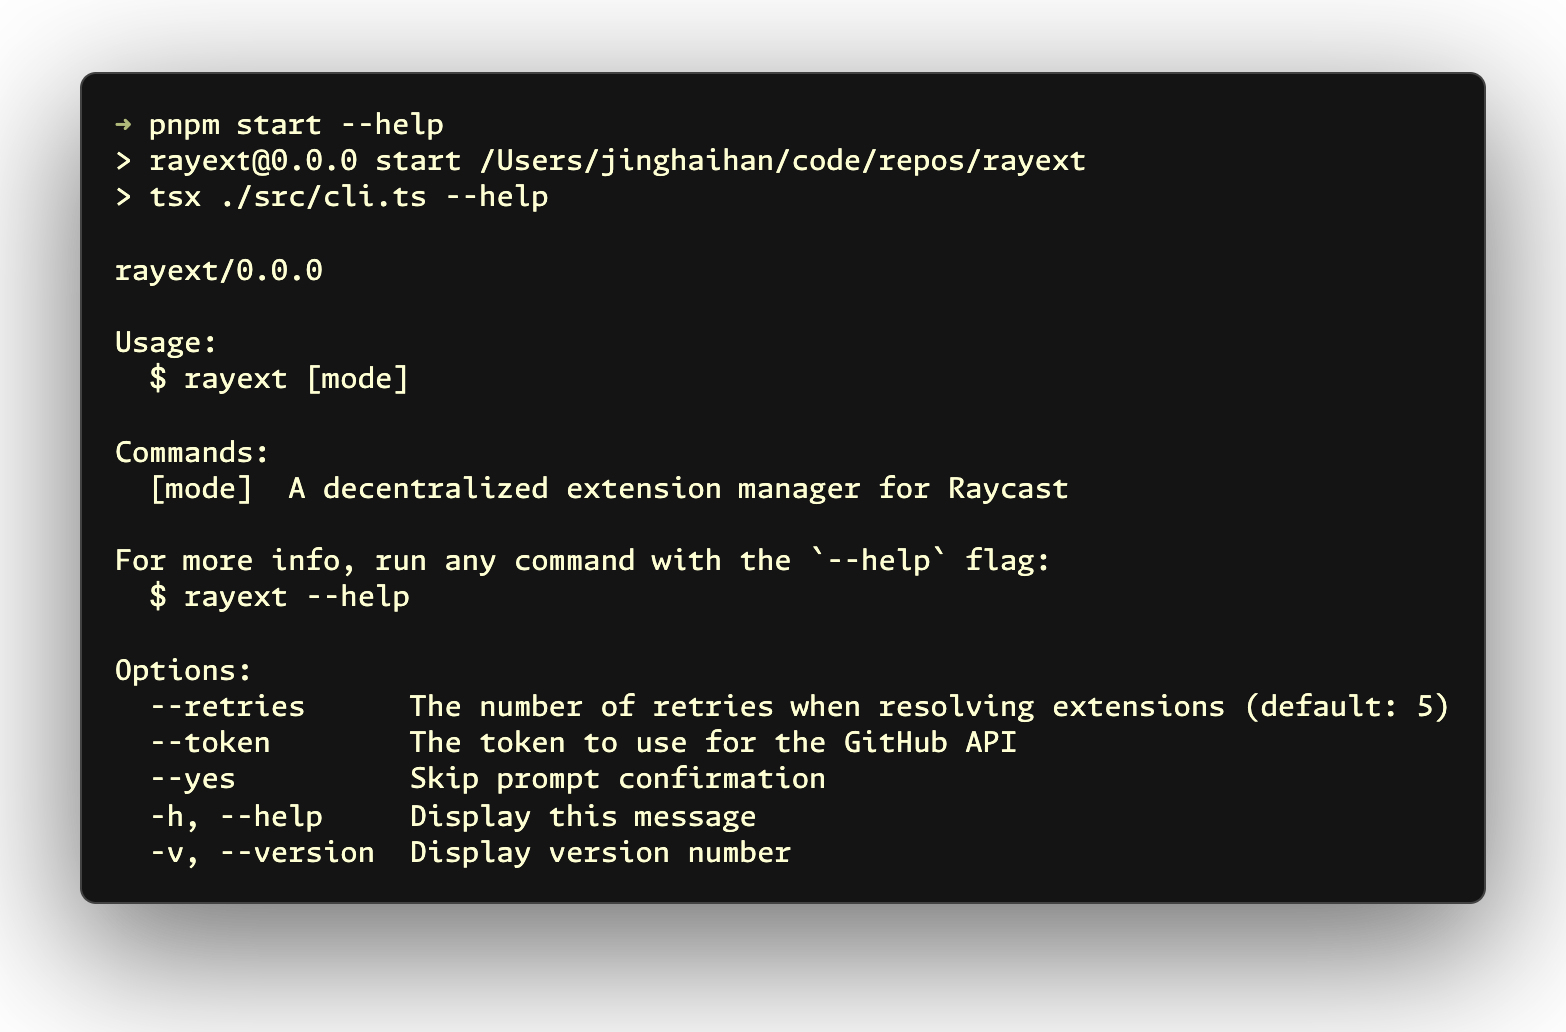 ➜ pnpm start --help
> rayext@0.0.0 start /Users/jinghaihan/code/repos/rayext
> tsx ./src/cli.ts --help
rayext/0.0.0
Usage:
$ rayext [mode]
Commands:
[mode]  A decentralized extension manager for Raycast
For more info, run any command with the `--help` flag:
$ rayext --help
Options:
--retries      The number of retries when resolving extensions (default: 5)
--token        The token to use for the GitHub API
--yes          Skip prompt confirmation
-h, --help     Display this message
-v, --version  Display version number